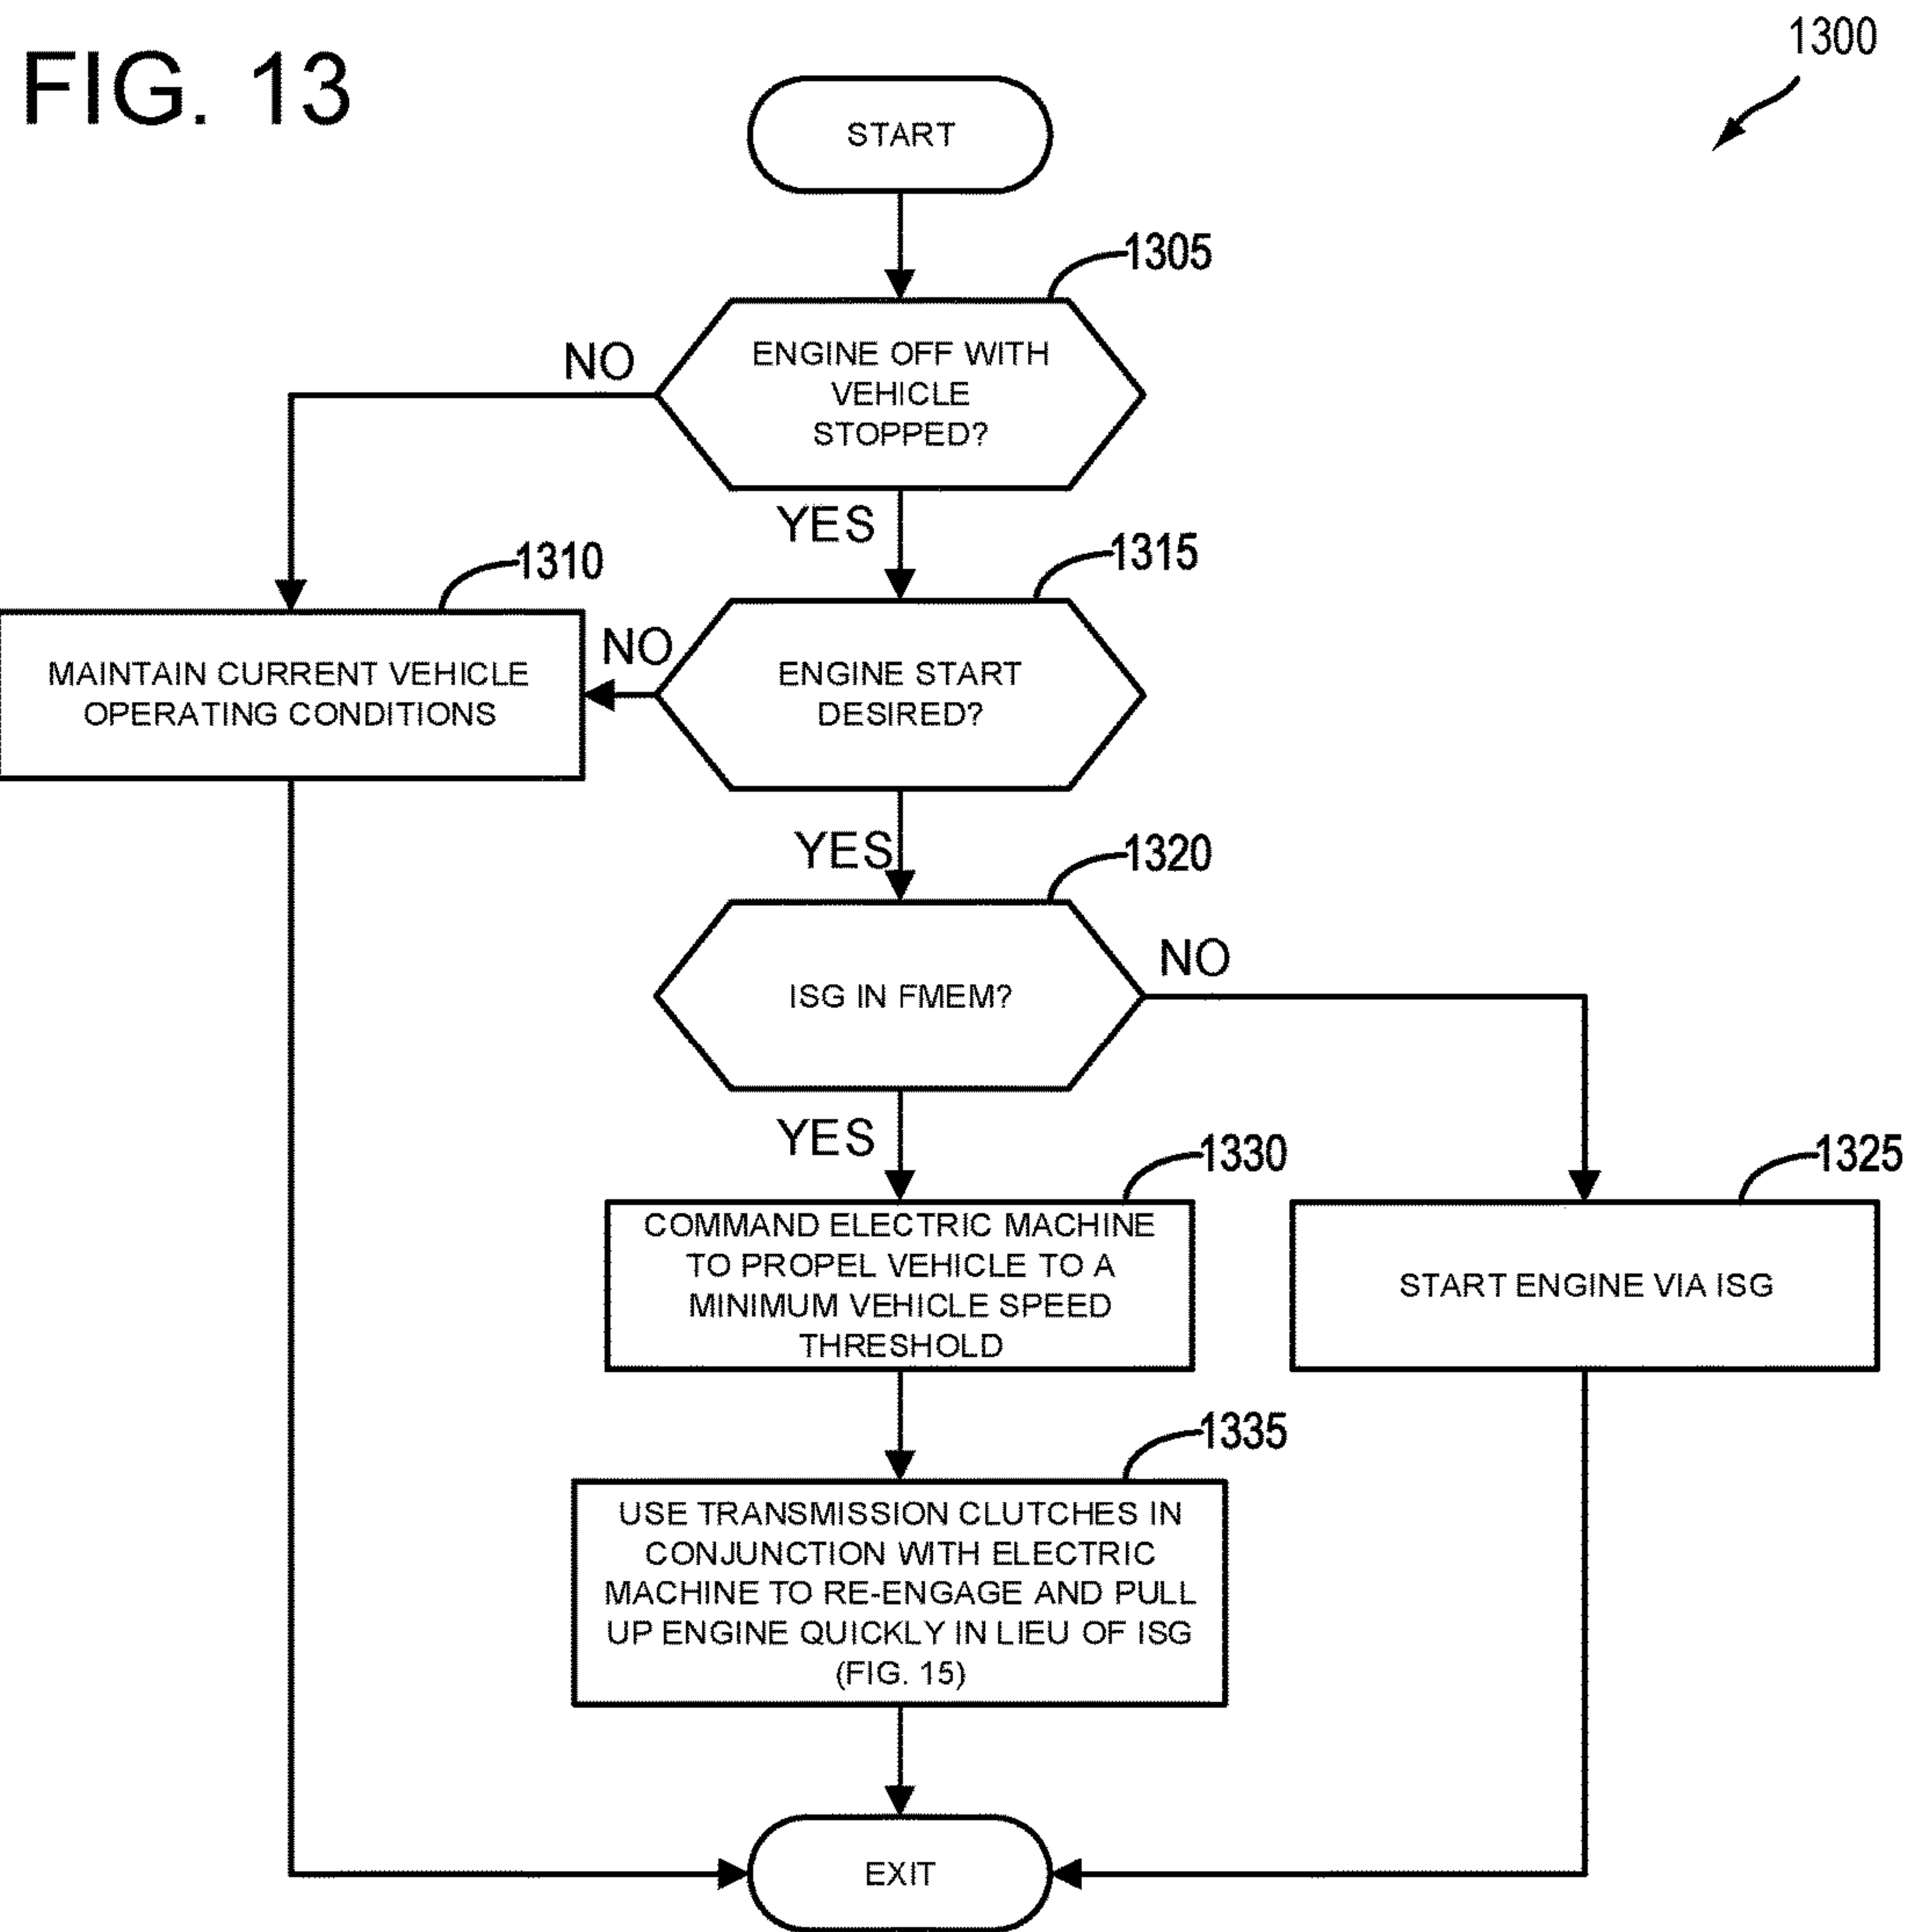 FIG. 13
1300
START
1305
ENGINE OFF WITH
VEHICLE
STOPPED?
NO
YES
1310
1315
MAINTAIN CURRENT VEHICLE
OPERATING CONDITIONS
NO
ENGINE START
DESIRED?
YES
1320
ISG IN FMEM?
NO
YES
1330
1325
COMMAND ELECTRIC MACHINE
TO PROPEL VEHICLE TO A
MINIMUM VEHICLE SPEED
THRESHOLD
START ENGINE VIA ISG
1335
USE TRANSMISSION CLUTCHES IN
CONJUNCTION WITH ELECTRIC
MACHINE TO RE-ENGAGE AND PULL
UP ENGINE QUICKLY IN LIEU OF ISG
(FIG. 15)
EXIT